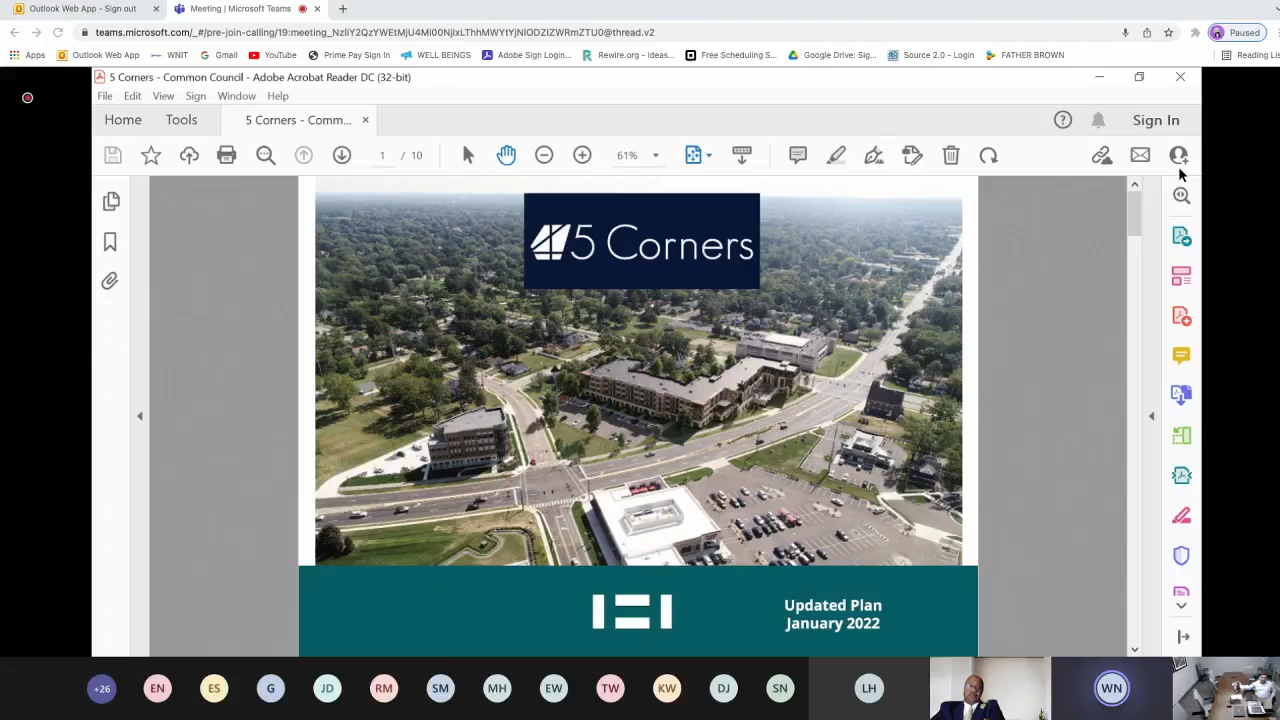 Outlook Web App - Sign out
Meeting | Microsoft Teams
teams.microsoft.com/_#/pre-join-calling/19:meeting_NzliY2QzYWEtMjU4Mi00NjIxLThhMWYtYjNlODZlZWRmZTU0@thread.v2
Paused
Apps
Outlook Web App
WNIT
Gmail
YouTube
Prime Pay Sign In
WELL BEINGS
Adobe Sign Login...
Rewire.org: Thank...
Free Scheduling S...
Google Drive: Sig...
Source 2.0 - Login
FATHER BROWN
Reading List
5 Corners - Common Council - Adobe Acrobat Reader DC (32-bit)
File Edit View Sign Window Help
Home Tools 5 Corners - Comm... Sign In
1 / 10 61%
5 Corners
Updated Plan
January 2022
+26 EN ES G JD RM SM MH EW TW KW DJ SN LH WN